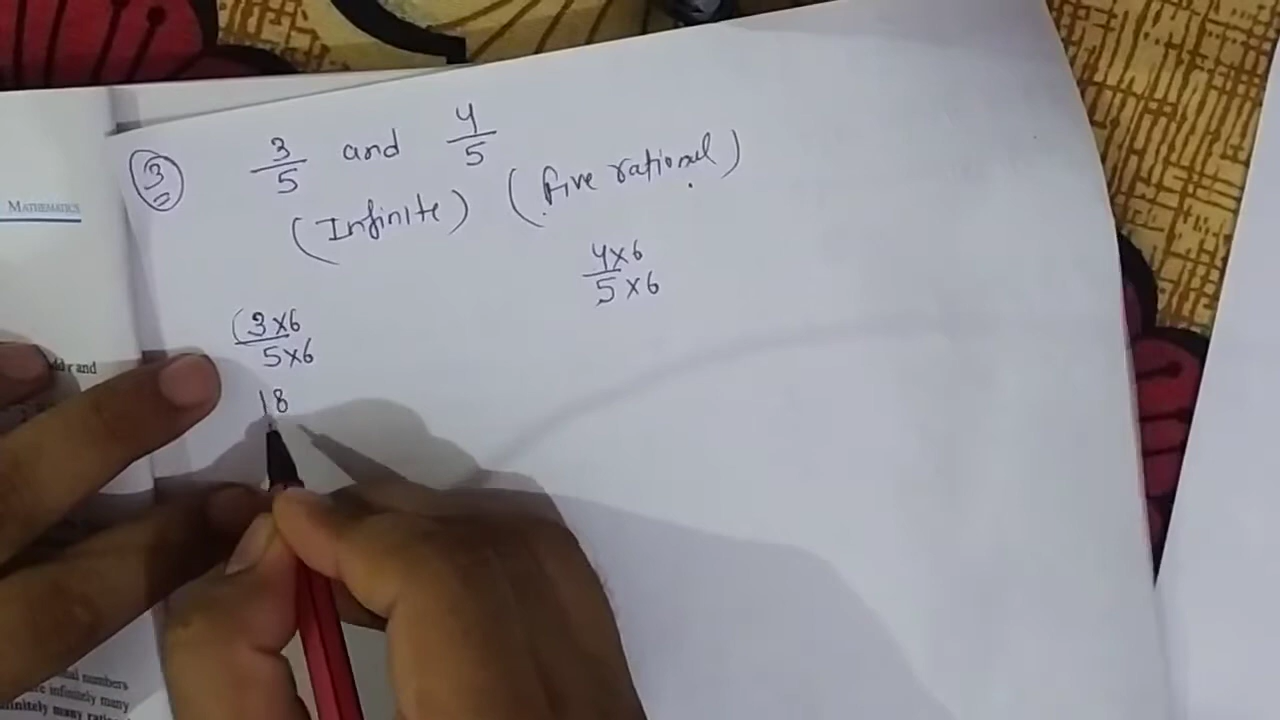 MATHEMATICS
③ 3/5 and 4/5
(Infinite) (five rational)
4×6
5×6
(3×6
5×6
18
and
numbers
infinitely many